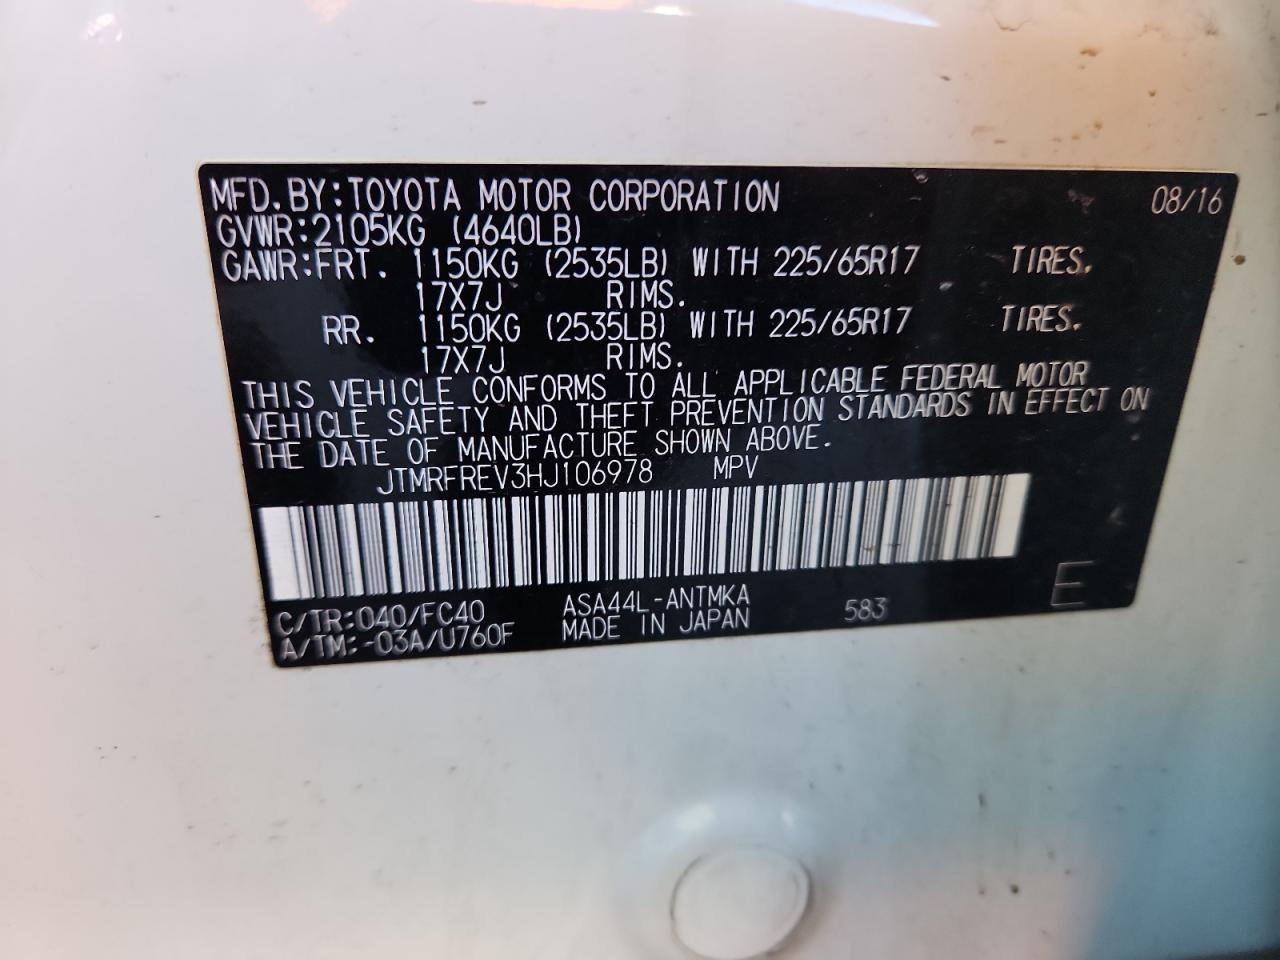 MFD. BY: TOYOTA MOTOR CORPORATION 08/16
GVWR: 2105KG (4640LB)
GAWR: FRT. 1150KG (2535LB) WITH 225/65R17 TIRES.
17X7J RIMS.
RR. 1150KG (2535LB) WITH 225/65R17 TIRES.
17X7J RIMS.
THIS VEHICLE CONFORMS TO ALL APPLICABLE FEDERAL MOTOR
VEHICLE SAFETY AND THEFT PREVENTION STANDARDS IN EFFECT ON
THE DATE OF MANUFACTURE SHOWN ABOVE.
JTMRFREV3HJ106978 MPV
C/TR: 040/FC40 ASA44L-ANTMKA 583 E
A/TM: -03A/U760F MADE IN JAPAN